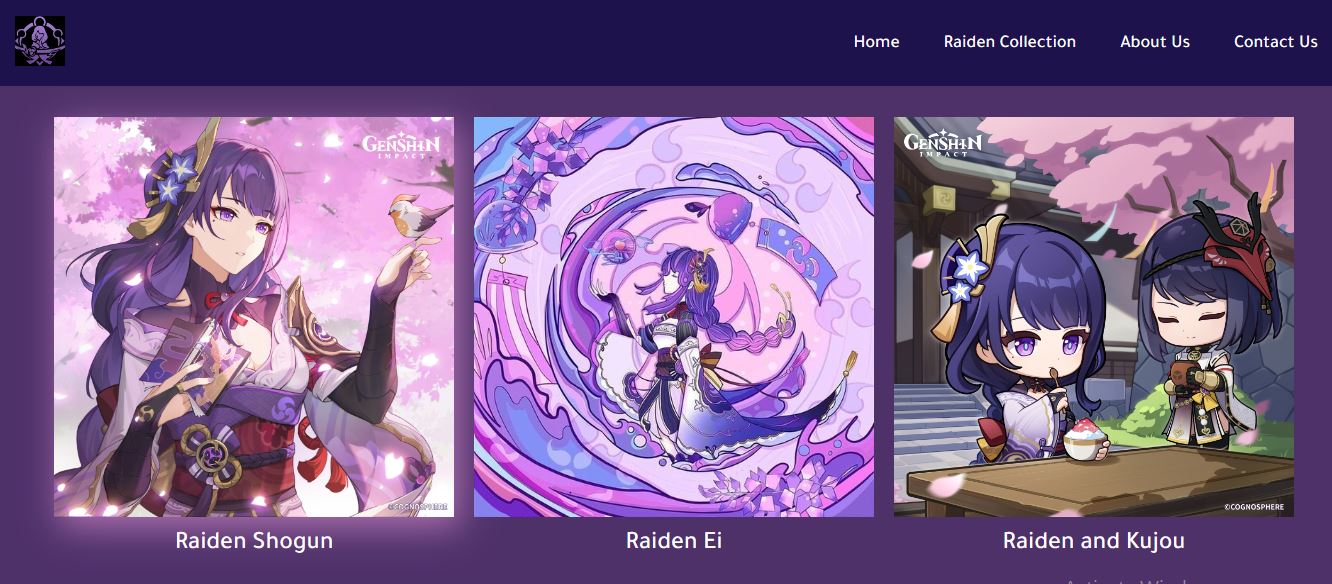 Home Raiden Collection About Us Contact Us
GENSHIN
IMPACT
GENSHIN
IMPACT
©COGNOSPHERE
©COGNOSPHERE
Raiden Shogun Raiden Ei Raiden and Kujou